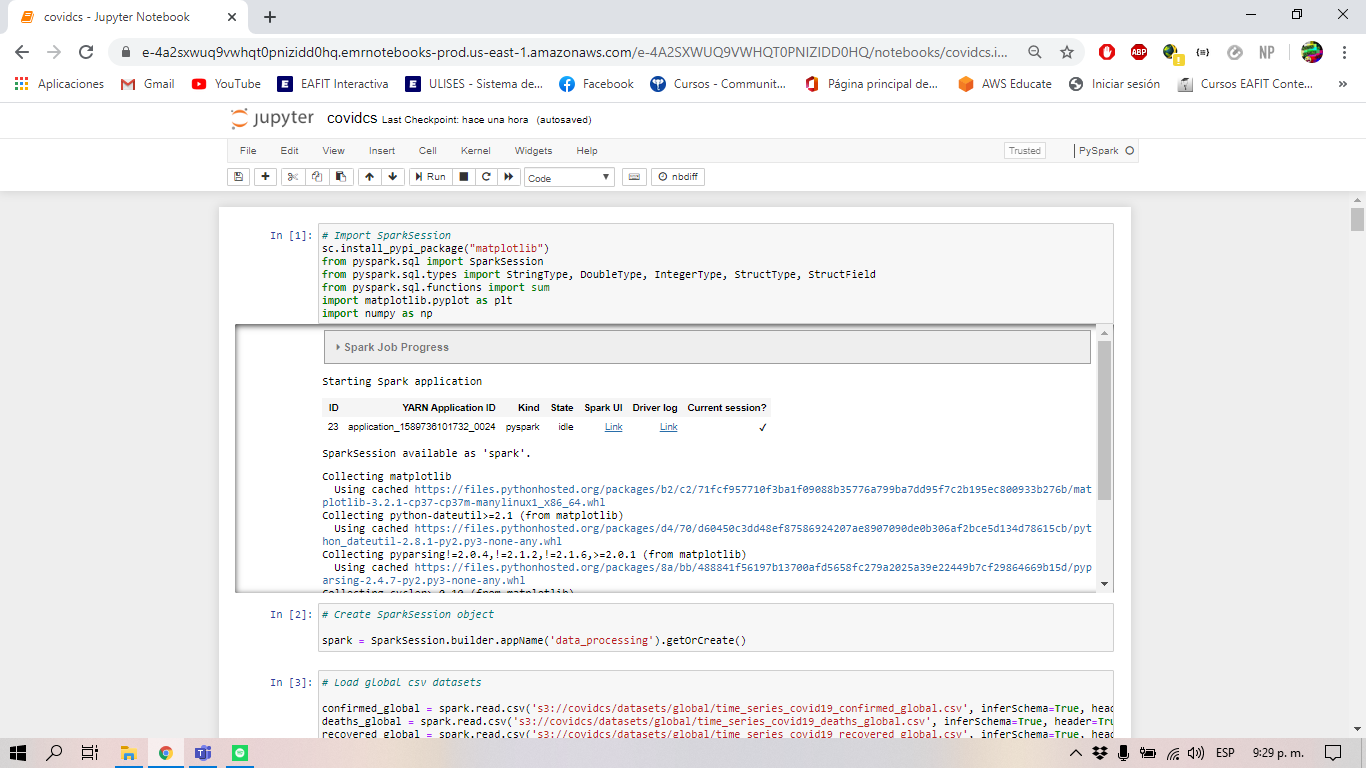 covidcs - Jupyter Notebook
e-4a2sxwuq9vwhqt0pnizidd0hq.emrnotebooks-prod.us-east-1.amazonaws.com/e-4A2SXWUQ9VWHQT0PNIZIDD0HQ/notebooks/covidcs.i...
ABP
NP
Aplicaciones Gmail YouTube EAFIT Interactiva ULISES - Sistema de... Facebook Cursos - Communit... Página principal de... AWS Educate Iniciar sesión Cursos EAFIT Conte... »
jupyter covidcs Last Checkpoint: hace una hora (autosaved)
File Edit View Insert Cell Kernel Widgets Help Trusted PySpark
Run Code nbdiff
In [1]: # Import SparkSession
sc.install_pypi_package("matplotlib")
from pyspark.sql import SparkSession
from pyspark.sql.types import StringType, DoubleType, IntegerType, StructType, StructField
from pyspark.sql.functions import sum
import matplotlib.pyplot as plt
import numpy as np
Spark Job Progress
Starting Spark application
ID YARN Application ID Kind State Spark UI Driver log Current session?
23 application_1589736101732_0024 pyspark idle Link Link ✓
SparkSession available as 'spark'.
Collecting matplotlib
Using cached https://files.pythonhosted.org/packages/b2/c2/71fcf957710f3ba1f09088b35776a799ba7dd95f7c2b195ec800933b276b/mat
plotlib-3.2.1-cp37-cp37m-manylinux1_x86_64.whl
Collecting python-dateutil>=2.1 (from matplotlib)
Using cached https://files.pythonhosted.org/packages/d4/70/d60450c3dd48ef87586924207ae8907090de0b306af2bce5d134d78615cb/pyt
hon_dateutil-2.8.1-py2.py3-none-any.whl
Collecting pyparsing!=2.0.4,!=2.1.2,!=2.1.6,>=2.0.1 (from matplotlib)
Using cached https://files.pythonhosted.org/packages/8a/bb/488841f56197b13700afd5658fc279a2025a39e22449b7cf29864669b15d/pyp
arsing-2.4.7-py2.py3-none-any.whl
Collecting cycler>=0.10 (from matplotlib)
In [2]: # Create SparkSession object
spark = SparkSession.builder.appName('data_processing').getOrCreate()
In [3]: # Load global csv datasets
confirmed_global = spark.read.csv('s3://covidcs/datasets/global/time_series_covid19_confirmed_global.csv', inferSchema=True, head
deaths_global = spark.read.csv('s3://covidcs/datasets/global/time_series_covid19_deaths_global.csv', inferSchema=True, header=Tru
recovered_global = spark.read.csv('s3://covidcs/datasets/global/time_series_covid19_recovered_global.csv', inferSchema=True, head
ESP 9:29 p. m.